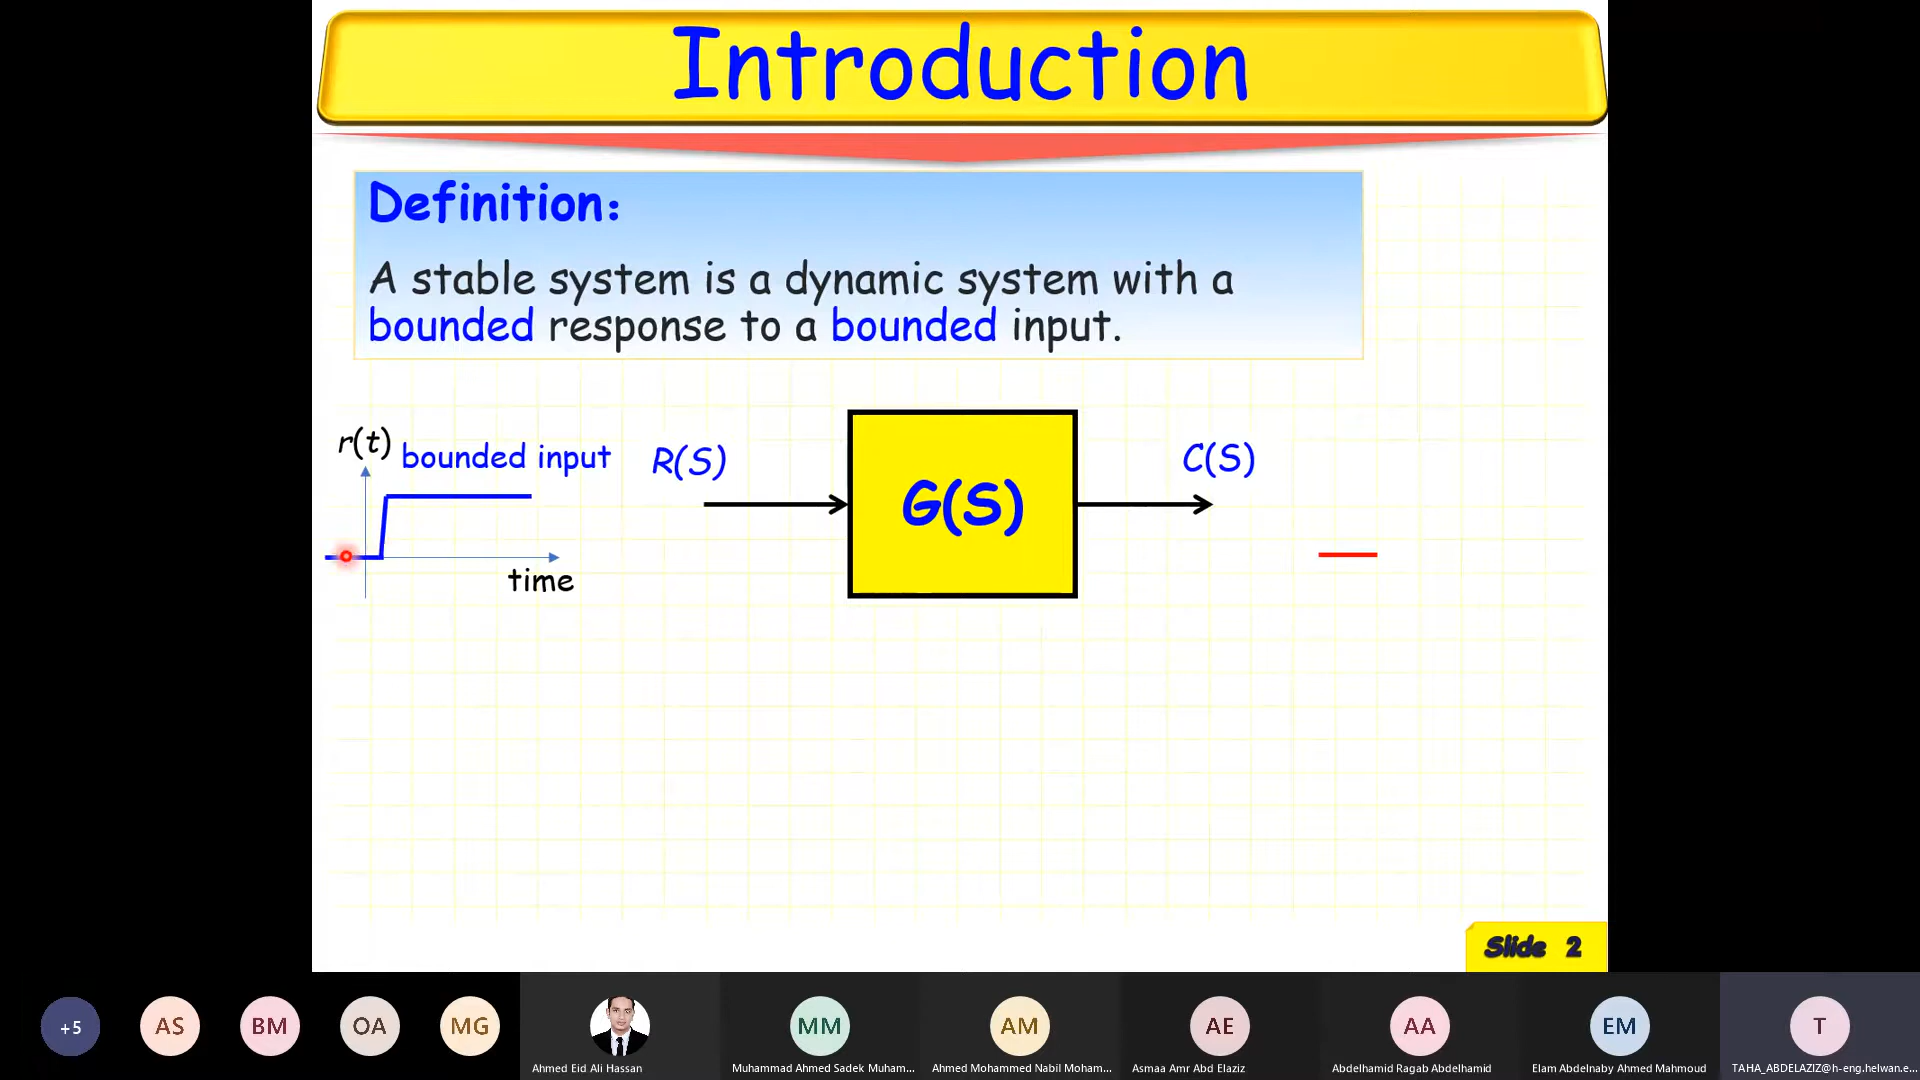 Introduction
Definition:
A stable system is a dynamic system with a
bounded response to a bounded input.
r(t)
bounded input
R(S)
G(S)
C(S)
time
Slide 2
+5
AS
BM
OA
MG
MM
AM
AE
AA
EM
T
Ahmed Eid Ali Hassan
Muhammad Ahmed Sadek Muham...
Ahmed Mohammed Nabil Moham...
Asmaa Amr Abd Elaziz
Abdelhamid Ragab Abdelhamid
Elam Abdelnaby Ahmed Mahmoud
TAHA_ABDELAZIZ@h-eng.helwan.e...